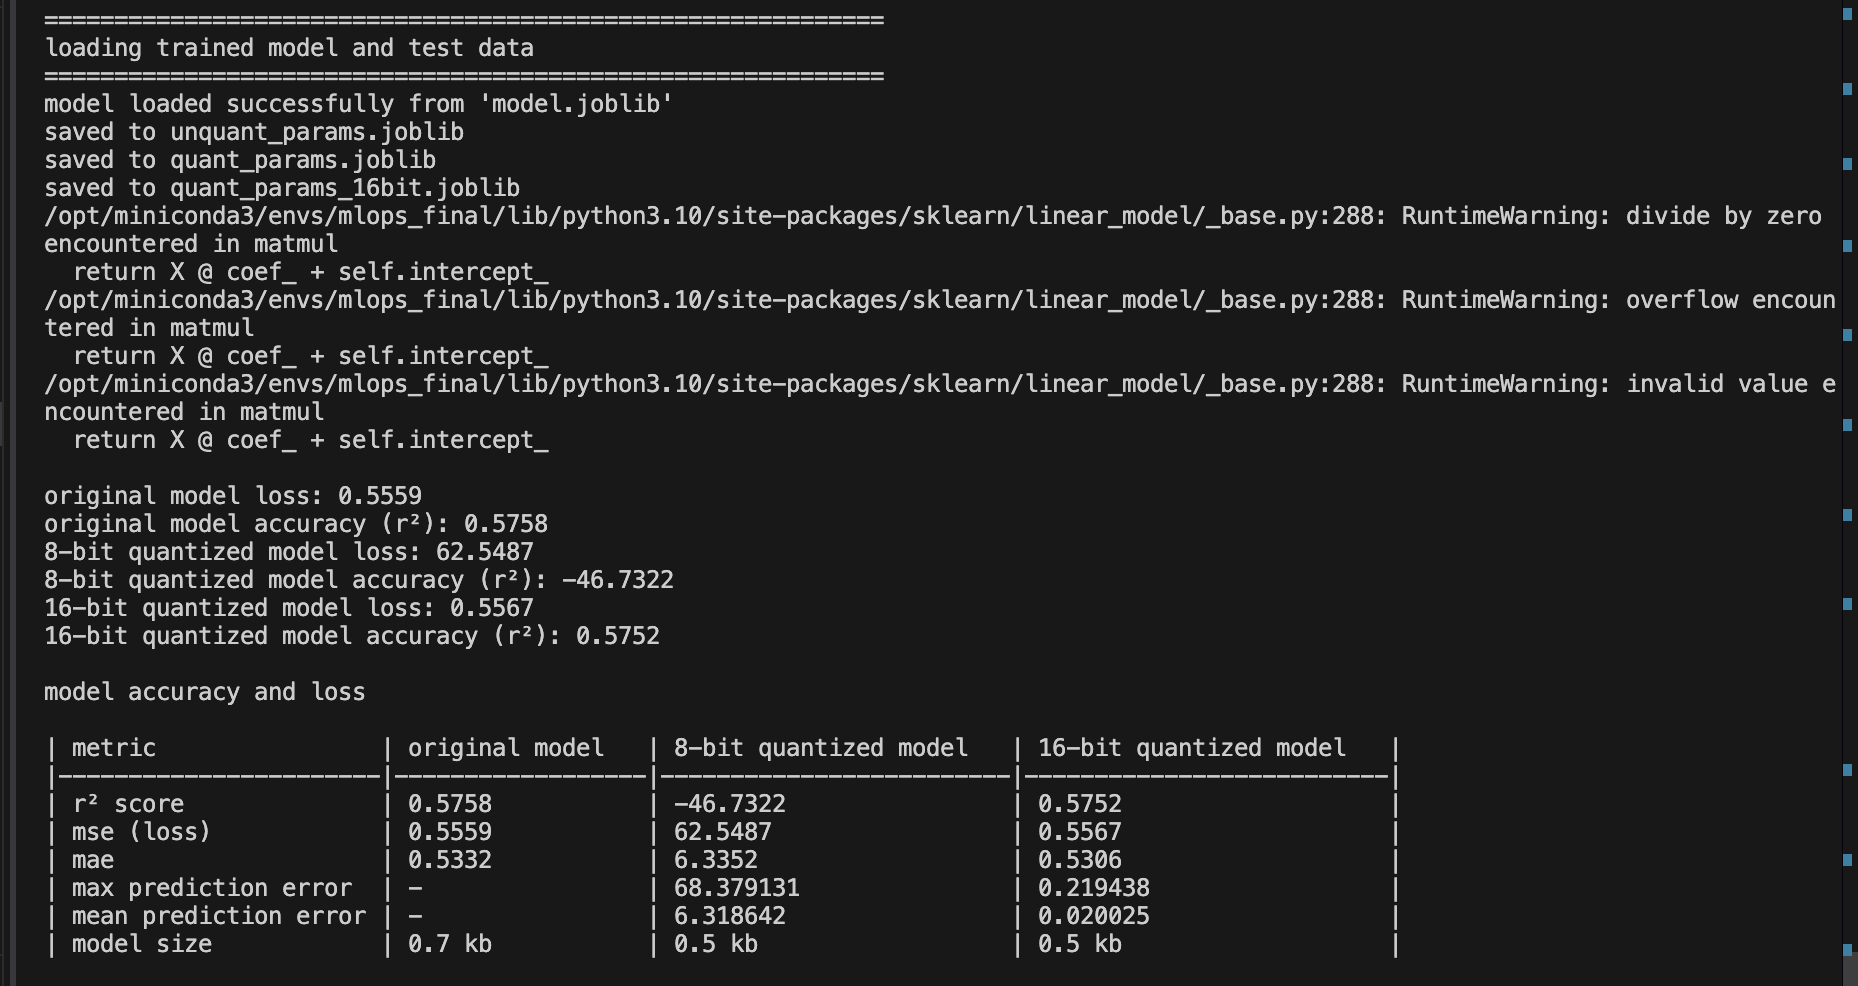 ============================================================
loading trained model and test data
============================================================
model loaded successfully from 'model.joblib'
saved to unquant_params.joblib
saved to quant_params.joblib
saved to quant_params_16bit.joblib
/opt/miniconda3/envs/mlops_final/lib/python3.10/site-packages/sklearn/linear_model/_base.py:288: RuntimeWarning: divide by zero
encountered in matmul
  return X @ coef_ + self.intercept_
/opt/miniconda3/envs/mlops_final/lib/python3.10/site-packages/sklearn/linear_model/_base.py:288: RuntimeWarning: overflow encoun
tered in matmul
  return X @ coef_ + self.intercept_
/opt/miniconda3/envs/mlops_final/lib/python3.10/site-packages/sklearn/linear_model/_base.py:288: RuntimeWarning: invalid value e
ncountered in matmul
  return X @ coef_ + self.intercept_

original model loss: 0.5559
original model accuracy (r²): 0.5758
8-bit quantized model loss: 62.5487
8-bit quantized model accuracy (r²): -46.7322
16-bit quantized model loss: 0.5567
16-bit quantized model accuracy (r²): 0.5752

model accuracy and loss

| metric                | original model   | 8-bit quantized model   | 16-bit quantized model   |
|-----------------------|------------------|-------------------------|--------------------------|
| r² score              | 0.5758           | -46.7322                | 0.5752                   |
| mse (loss)            | 0.5559           | 62.5487                 | 0.5567                   |
| mae                   | 0.5332           | 6.3352                  | 0.5306                   |
| max prediction error  | -                | 68.379131               | 0.219438                 |
| mean prediction error | -                | 6.318642                | 0.020025                 |
| model size            | 0.7 kb           | 0.5 kb                  | 0.5 kb                   |